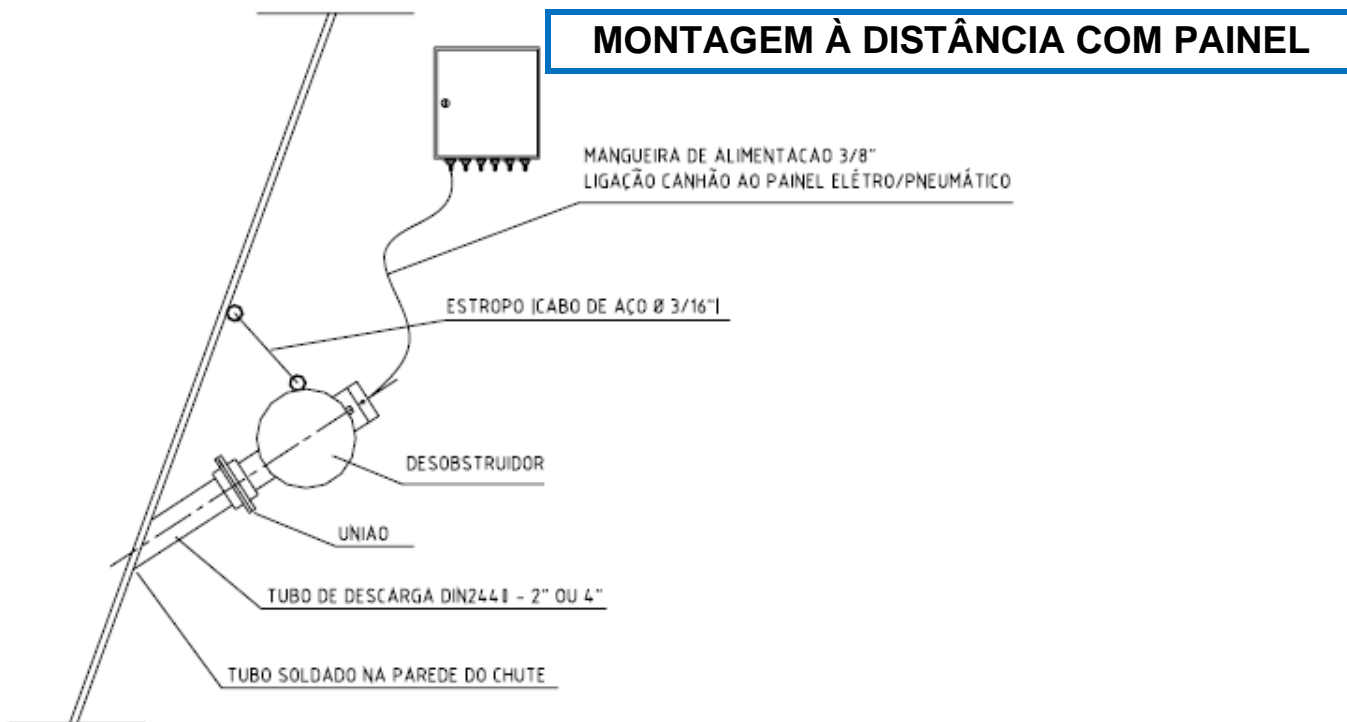 MONTAGEM À DISTÂNCIA COM PAINEL
MANGUEIRA DE ALIMENTACAO 3/8"
LIGAÇÃO CANHÃO AO PAINEL ELÉTRO/PNEUMÁTICO
ESTROPO (CABO DE AÇO Ø 3/16")
DESOBSTRUIDOR
UNIAO
TUBO DE DESCARGA DIN2440 - 2" OU 4"
TUBO SOLDADO NA PAREDE DO CHUTE